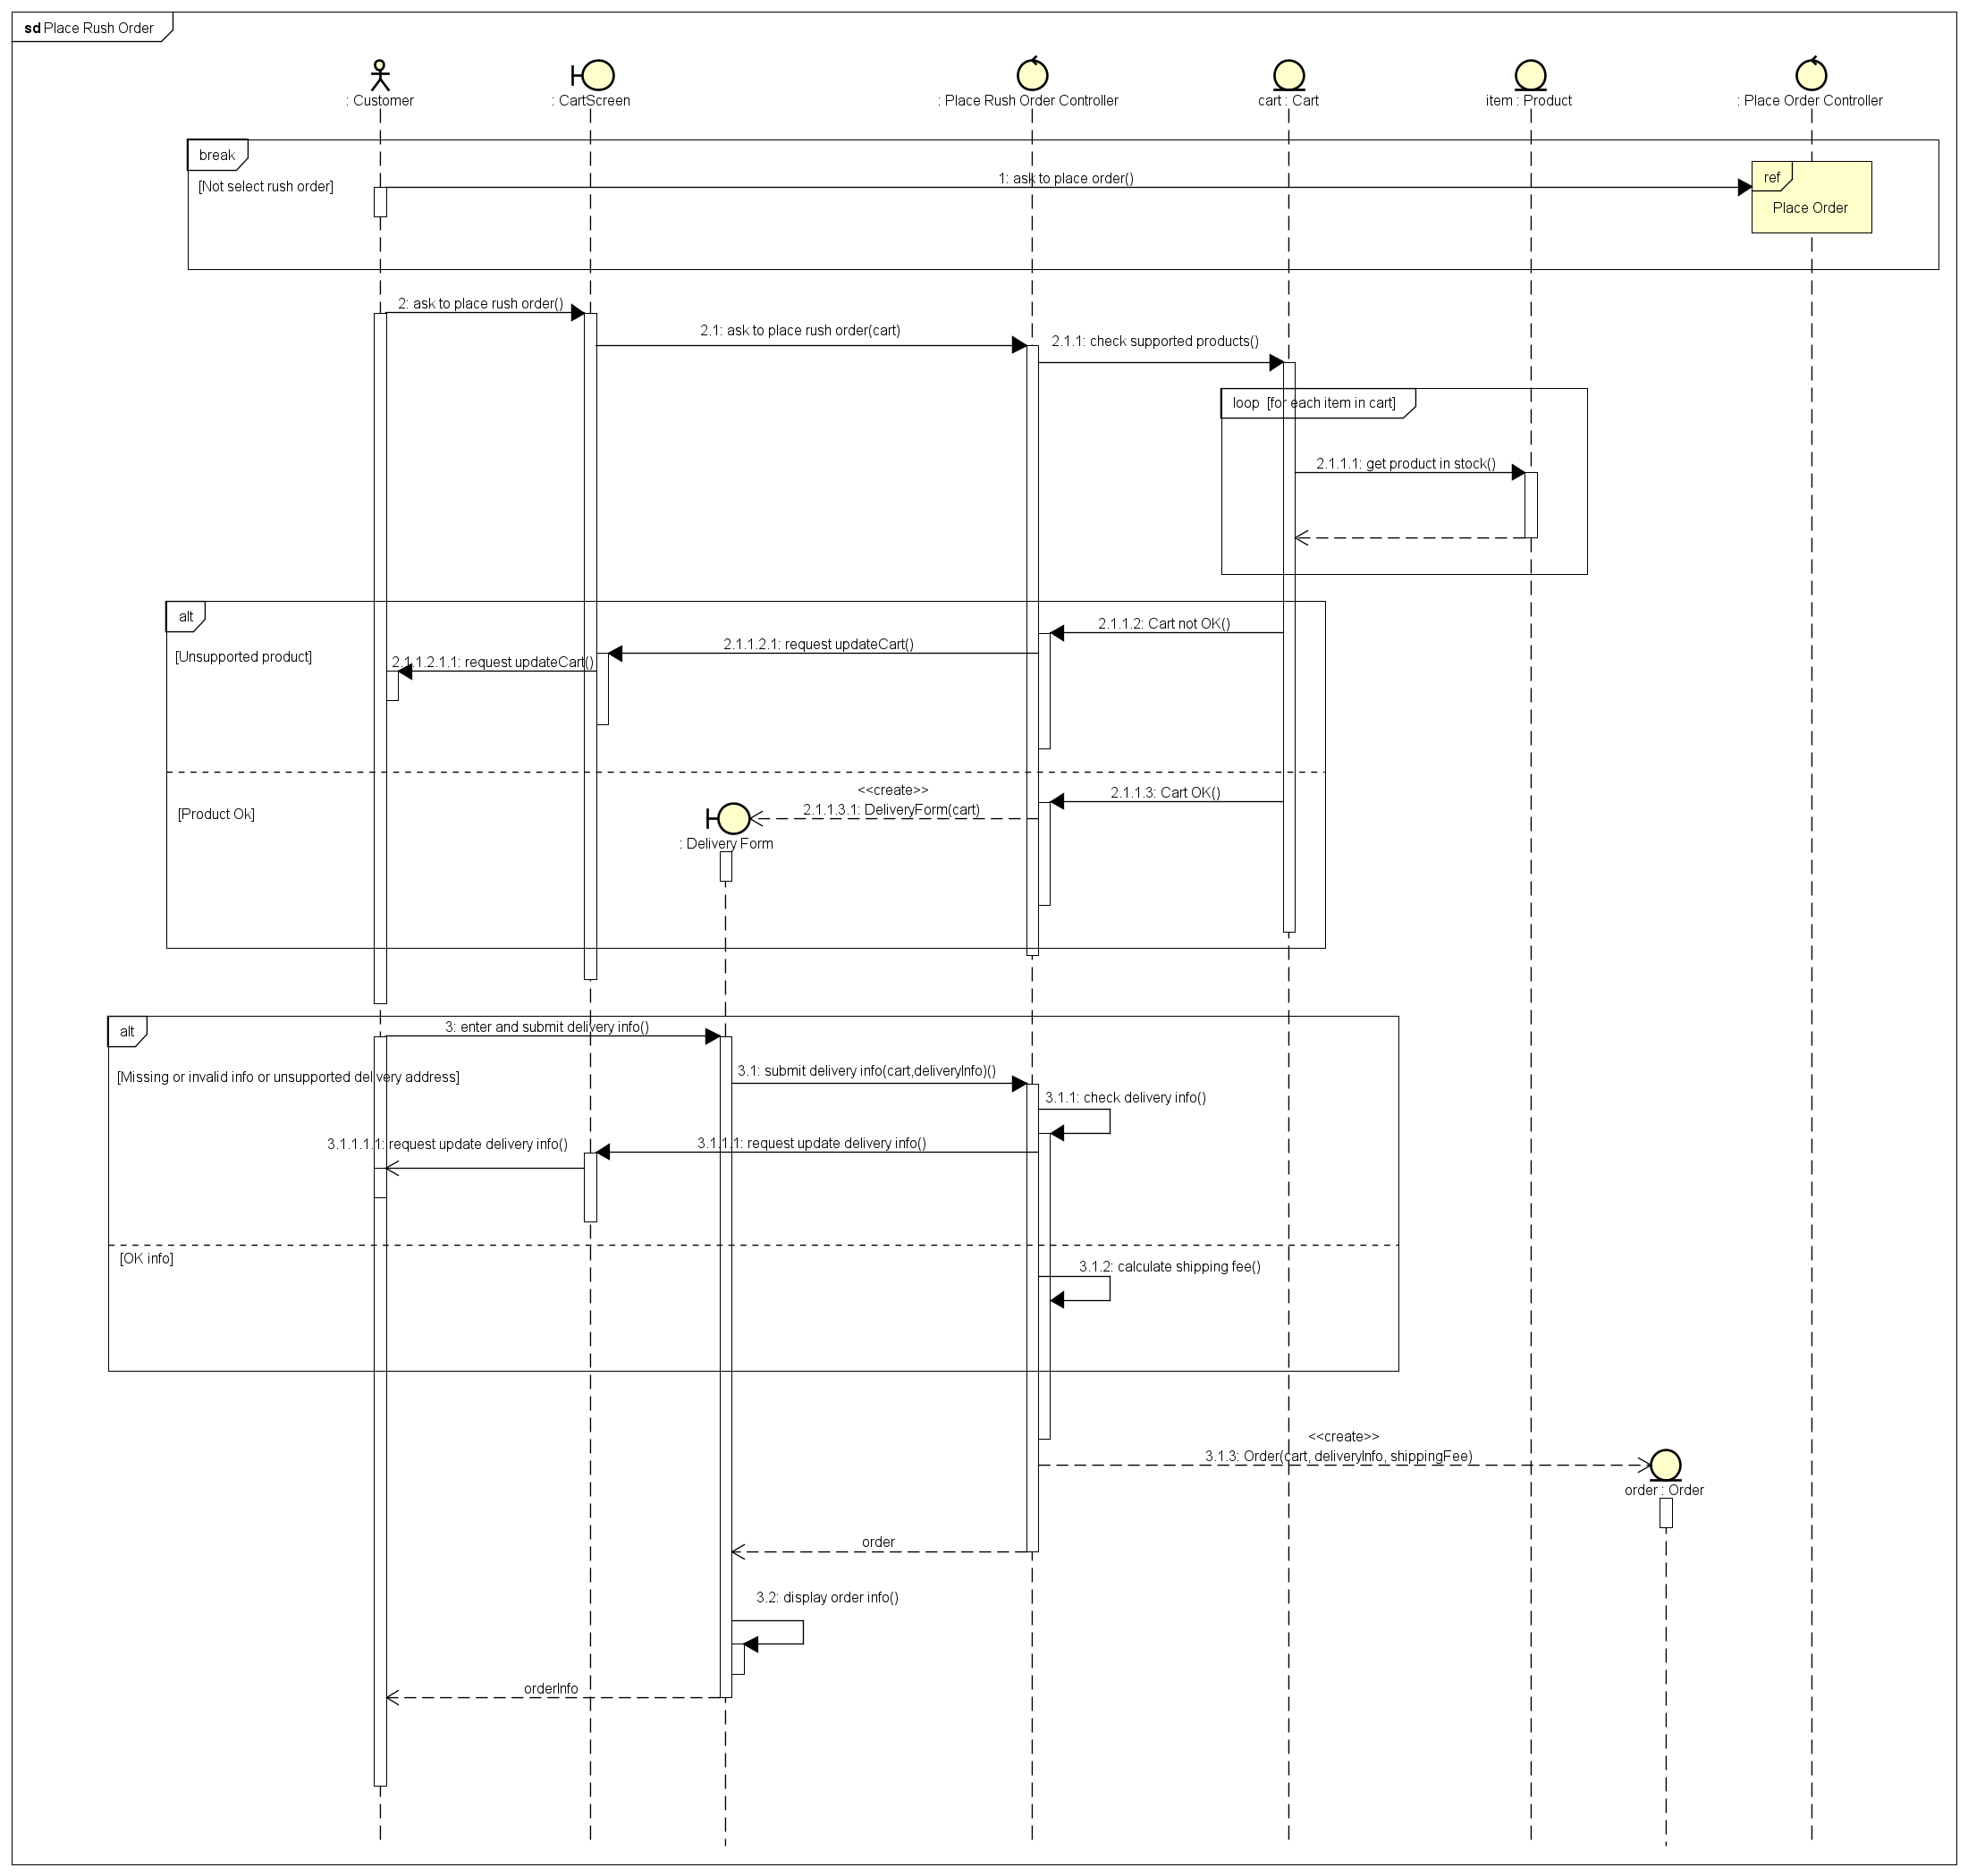 sd Place Rush Order
: Customer
: CartScreen
: Place Rush Order Controller
cart : Cart
item : Product
: Place Order Controller
break
[Not select rush order]
1: ask to place order()
ref
Place Order
2: ask to place rush order()
2.1: ask to place rush order(cart)
2.1.1: check supported products()
loop [for each item in cart]
2.1.1.1: get product in stock()
alt
[Unsupported product]
2.1.1.2: Cart not OK()
2.1.1.2.1: request updateCart()
2.1.1.2.1.1: request updateCart()
[Product Ok]
2.1.1.3: Cart OK()
<<create>>
2.1.1.3.1: DeliveryForm(cart)
: Delivery Form
alt
3: enter and submit delivery info()
[Missing or invalid info or unsupported delivery address]
3.1: submit delivery info(cart,deliveryInfo)()
3.1.1: check delivery info()
3.1.1.1: request update delivery info()
3.1.1.1.1: request update delivery info()
[OK info]
3.1.2: calculate shipping fee()
<<create>>
3.1.3: Order(cart, deliveryInfo, shippingFee)
order : Order
order
3.2: display order info()
orderInfo